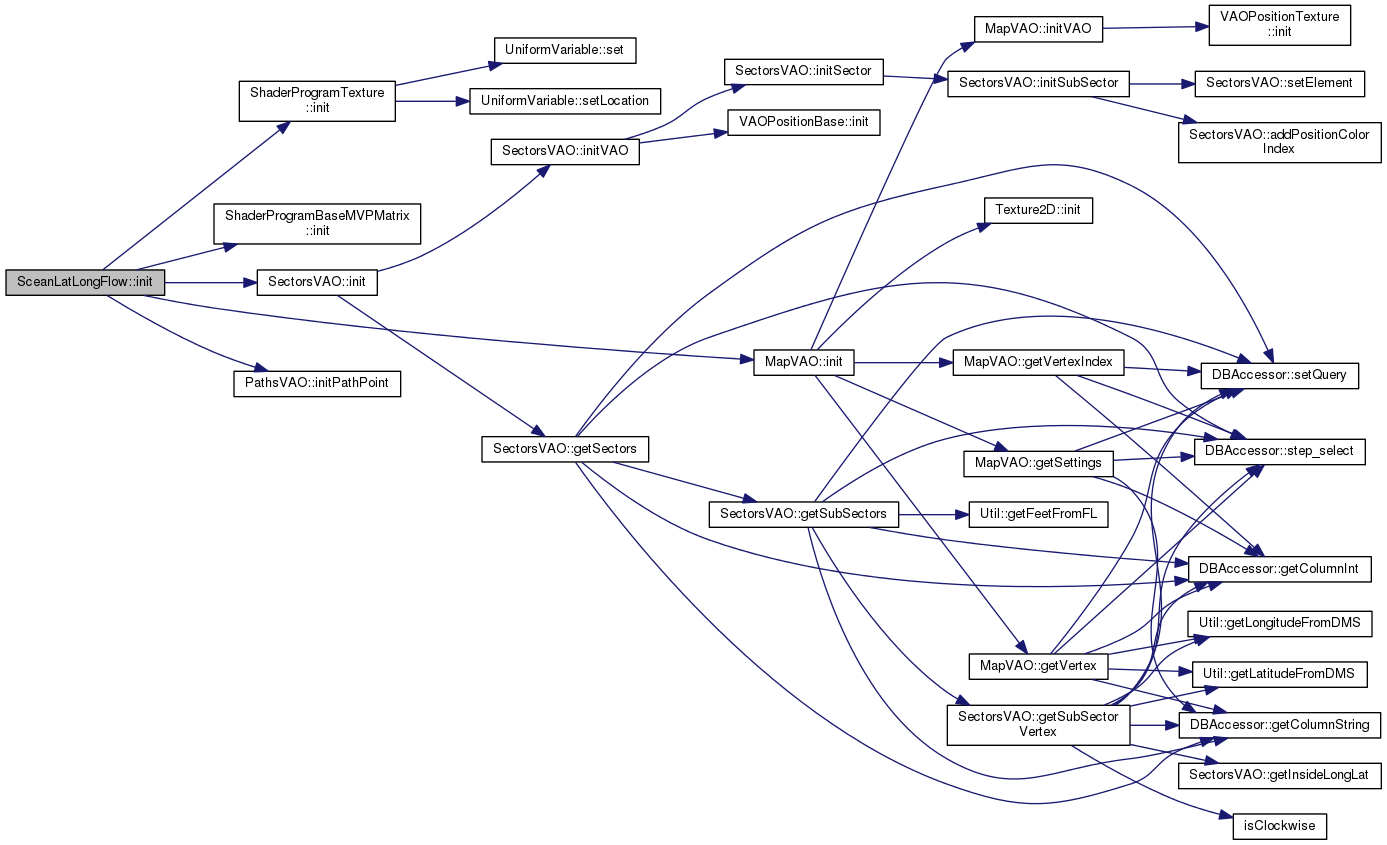 SceanLatLongFlow::init
ShaderProgramTexture
::init
UniformVariable::set
UniformVariable::setLocation
ShaderProgramBaseMVPMatrix
::init
SectorsVAO::init
PathsVAO::initPathPoint
SectorsVAO::initVAO
SectorsVAO::initSector
VAOPositionBase::init
SectorsVAO::initSubSector
SectorsVAO::setElement
SectorsVAO::addPositionColor
Index
MapVAO::initVAO
VAOPositionTexture
::init
Texture2D::init
MapVAO::init
MapVAO::getVertexIndex
MapVAO::getSettings
MapVAO::getVertex
SectorsVAO::getSectors
SectorsVAO::getSubSectors
Util::getFeetFromFL
SectorsVAO::getSubSector
Vertex
DBAccessor::setQuery
DBAccessor::step_select
DBAccessor::getColumnInt
Util::getLongitudeFromDMS
Util::getLatitudeFromDMS
DBAccessor::getColumnString
SectorsVAO::getInsideLongLat
isClockwise